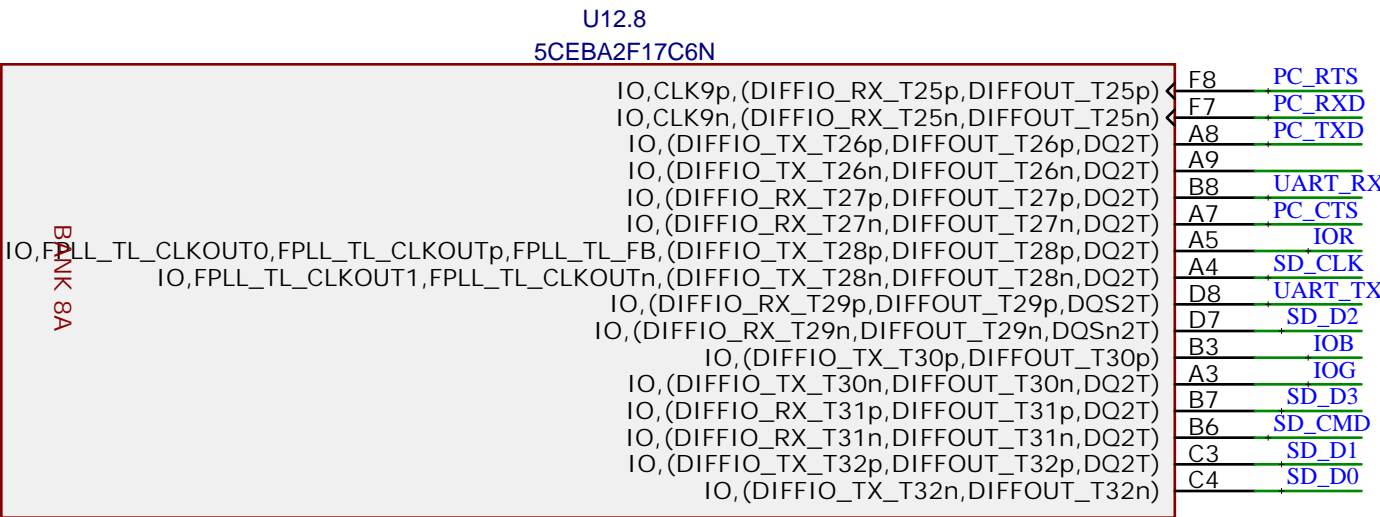 U12.8
5CEBA2F17C6N
BANK 8A
IO,CLK9p,(DIFFIO_RX_T25p,DIFFOUT_T25p) F8 PC_RTS
IO,CLK9n,(DIFFIO_RX_T25n,DIFFOUT_T25n) F7 PC_RXD
IO,(DIFFIO_TX_T26p,DIFFOUT_T26p,DQ2T) A8 PC_TXD
IO,(DIFFIO_TX_T26n,DIFFOUT_T26n,DQ2T) A9
IO,(DIFFIO_RX_T27p,DIFFOUT_T27p,DQ2T) B8 UART_RX
IO,(DIFFIO_RX_T27n,DIFFOUT_T27n,DQ2T) A7 PC_CTS
IO,FPLL_TL_CLKOUT0,FPLL_TL_CLKOUTp,FPLL_TL_FB,(DIFFIO_TX_T28p,DIFFOUT_T28p,DQ2T) A5 IOR
IO,FPLL_TL_CLKOUT1,FPLL_TL_CLKOUTn,(DIFFIO_TX_T28n,DIFFOUT_T28n,DQ2T) A4 SD_CLK
IO,(DIFFIO_RX_T29p,DIFFOUT_T29p,DQS2T) D8 UART_TX
IO,(DIFFIO_RX_T29n,DIFFOUT_T29n,DQSn2T) D7 SD_D2
IO,(DIFFIO_TX_T30p,DIFFOUT_T30p) B3 IOB
IO,(DIFFIO_TX_T30n,DIFFOUT_T30n,DQ2T) A3 IOG
IO,(DIFFIO_RX_T31p,DIFFOUT_T31p,DQ2T) B7 SD_D3
IO,(DIFFIO_RX_T31n,DIFFOUT_T31n,DQ2T) B6 SD_CMD
IO,(DIFFIO_TX_T32p,DIFFOUT_T32p,DQ2T) C3 SD_D1
IO,(DIFFIO_TX_T32n,DIFFOUT_T32n) C4 SD_D0